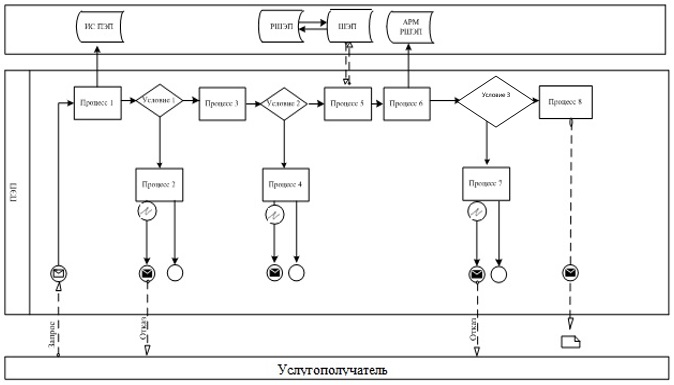 ИС ПЭП
РШЭП
ШЭП
АРМ
РШЭП
ПЭП
Процесс 1
Условие 1
Процесс 3
Условие 2
Процесс 5
Процесс 6
Условие 3
Процесс 8
Процесс 2
Процесс 4
Процесс 7
Запрос
Отказ
Отказ
Услугополучатель